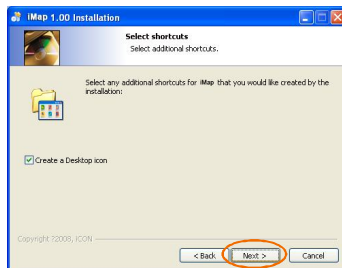 iMap 1.00 Installation
Select shortcuts
Select additional shortcuts.
Select any additional shortcuts for iMap that you would like created by the
installation:
Create a Desktop icon
Copyright ?2008, ICON
< Back
Next >
Cancel